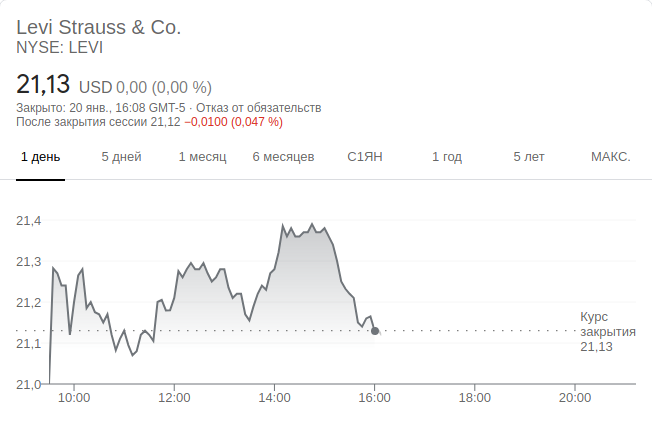 Levi Strauss & Co.
NYSE: LEVI
21,13 USD 0,00 (0,00 %)
Закрыто: 20 янв., 16:08 GMT-5 · Отказ от обязательств
После закрытия сессии 21,12 −0,0100 (0,047 %)
1 день 5 дней 1 месяц 6 месяцев С1ЯН 1 год 5 лет МАКС.
21,4
21,3
21,2
21,1
21,0
Курс
закрытия
21,13
10:00 12:00 14:00 16:00 18:00 20:00